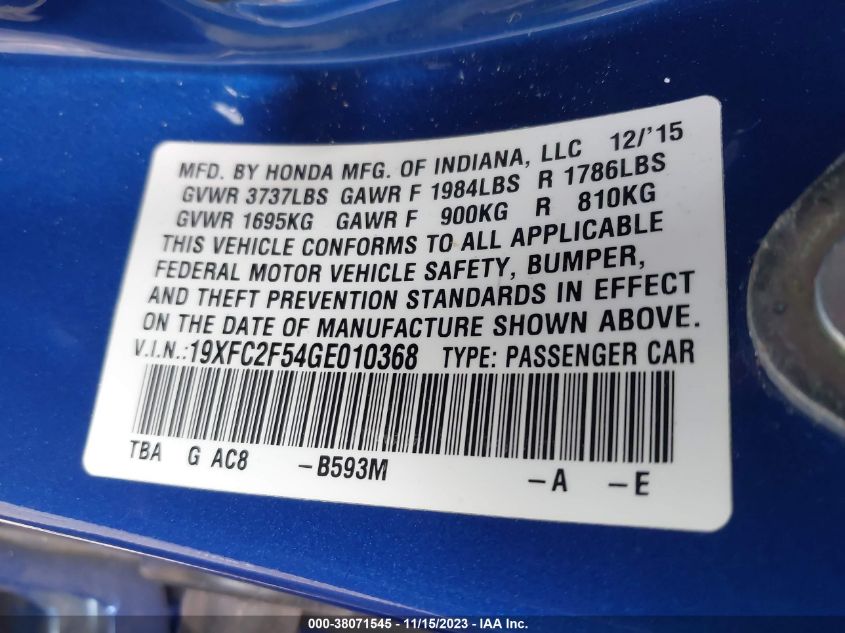 MFD. BY HONDA MFG. OF INDIANA, LLC 12/'15
GVWR 3737LBS GAWR F 1984LBS R 1786LBS
GVWR 1695KG GAWR F 900KG R 810KG
THIS VEHICLE CONFORMS TO ALL APPLICABLE
FEDERAL MOTOR VEHICLE SAFETY, BUMPER,
AND THEFT PREVENTION STANDARDS IN EFFECT
ON THE DATE OF MANUFACTURE SHOWN ABOVE.
V.I.N.:19XFC2F54GE010368 TYPE: PASSENGER CAR
TBA G AC8 -B593M -A -E
000-38071545 - 11/15/2023 - IAA Inc.